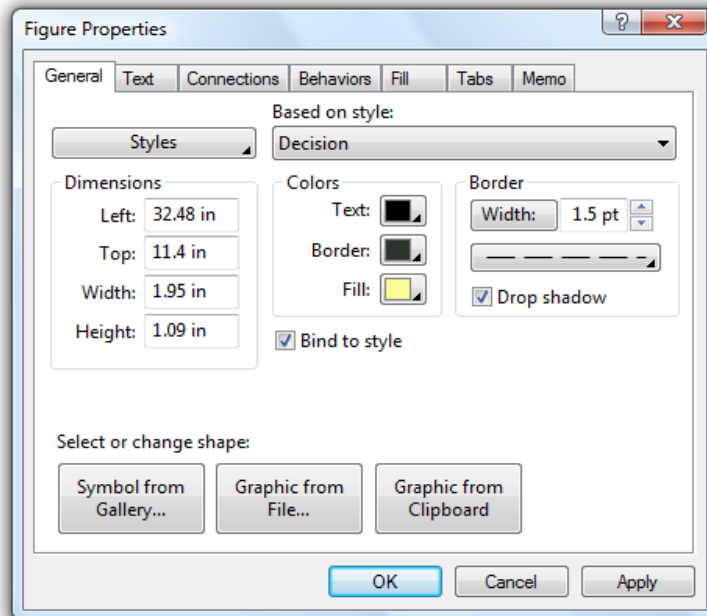 Figure Properties
?
General Text Connections Behaviors Fill Tabs Memo
Based on style:
Styles
Decision
Dimensions
Left: 32.48 in
Top: 11.4 in
Width: 1.95 in
Height: 1.09 in
Colors
Text:
Border:
Fill:
Border
Width: 1.5 pt
Drop shadow
Bind to style
Select or change shape:
Symbol from
Gallery...
Graphic from
File...
Graphic from
Clipboard
OK Cancel Apply